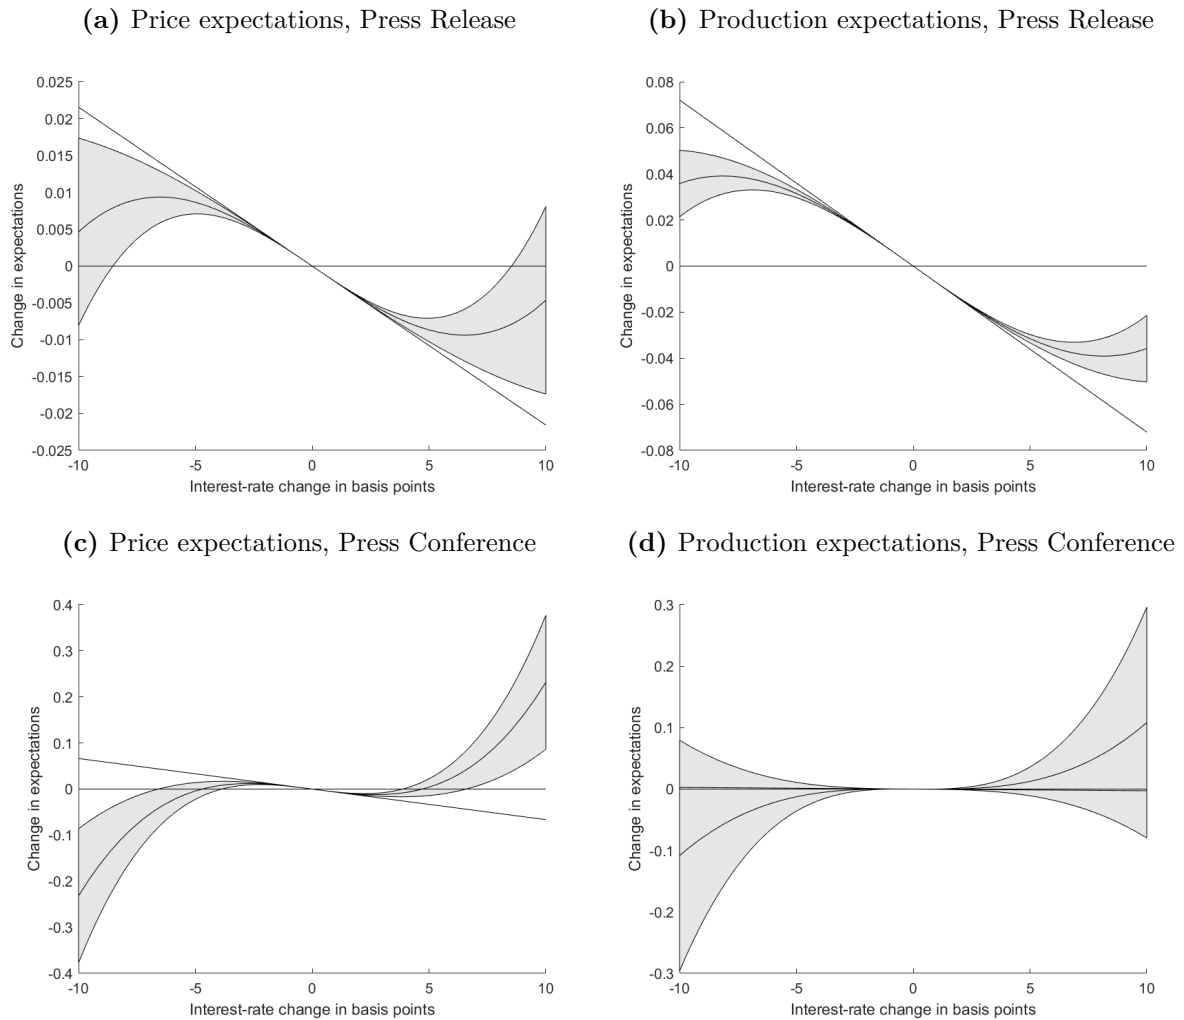 (a) Price expectations, Press Release
0.025
0.02
0.015
0.01
0.005
0
-0.005
-0.01
-0.015
-0.02
-0.025
Change in expectations
-10 -5 0 5 10
Interest-rate change in basis points
(b) Production expectations, Press Release
0.08
0.06
0.04
0.02
0
-0.02
-0.04
-0.06
-0.08
Change in expectations
-10 -5 0 5 10
Interest-rate change in basis points
(c) Price expectations, Press Conference
0.4
0.3
0.2
0.1
0
-0.1
-0.2
-0.3
-0.4
Change in expectations
-10 -5 0 5 10
Interest-rate change in basis points
(d) Production expectations, Press Conference
0.3
0.2
0.1
0
-0.1
-0.2
-0.3
Change in expectations
-10 -5 0 5 10
Interest-rate change in basis points